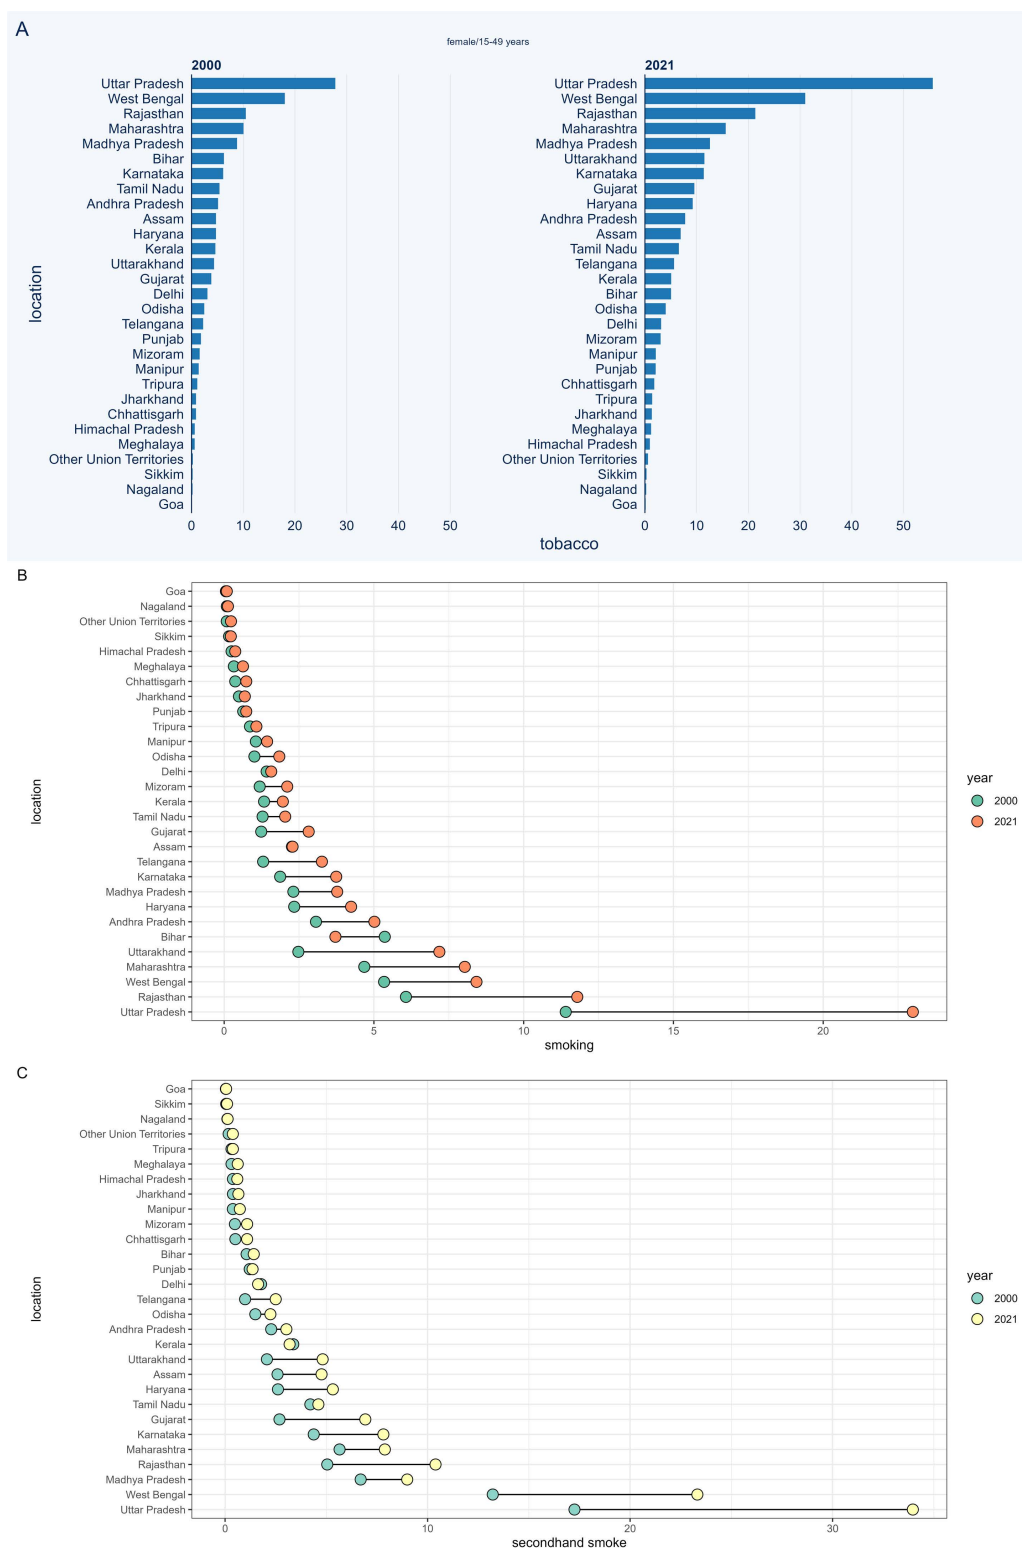 A
female/15-49 years
2000
Uttar Pradesh
West Bengal
Rajasthan
Maharashtra
Madhya Pradesh
Bihar
Karnataka
Tamil Nadu
Andhra Pradesh
Assam
Haryana
Kerala
Uttarakhand
Gujarat
Delhi
Odisha
Telangana
Punjab
Mizoram
Manipur
Tripura
Jharkhand
Chhattisgarh
Himachal Pradesh
Meghalaya
Other Union Territories
Sikkim
Nagaland
Goa
0 10 20 30 40 50
location
2021
Uttar Pradesh
West Bengal
Rajasthan
Maharashtra
Madhya Pradesh
Uttarakhand
Karnataka
Gujarat
Haryana
Andhra Pradesh
Assam
Tamil Nadu
Telangana
Kerala
Bihar
Odisha
Delhi
Mizoram
Manipur
Punjab
Chhattisgarh
Tripura
Jharkhand
Meghalaya
Himachal Pradesh
Other Union Territories
Sikkim
Nagaland
Goa
0 10 20 30 40 50
tobacco
B
Goa
Nagaland
Other Union Territories
Sikkim
Himachal Pradesh
Meghalaya
Chhattisgarh
Jharkhand
Punjab
Tripura
Manipur
Odisha
Delhi
Mizoram
Kerala
Tamil Nadu
Gujarat
Assam
Telangana
Karnataka
Madhya Pradesh
Haryana
Andhra Pradesh
Bihar
Uttarakhand
Maharashtra
West Bengal
Rajasthan
Uttar Pradesh
0 5 10 15 20
smoking
location
year
2000
2021
C
Goa
Sikkim
Nagaland
Other Union Territories
Tripura
Meghalaya
Himachal Pradesh
Jharkhand
Manipur
Mizoram
Chhattisgarh
Bihar
Punjab
Delhi
Telangana
Odisha
Andhra Pradesh
Kerala
Uttarakhand
Assam
Haryana
Tamil Nadu
Gujarat
Karnataka
Maharashtra
Rajasthan
Madhya Pradesh
West Bengal
Uttar Pradesh
0 10 20 30
secondhand smoke
location
year
2000
2021